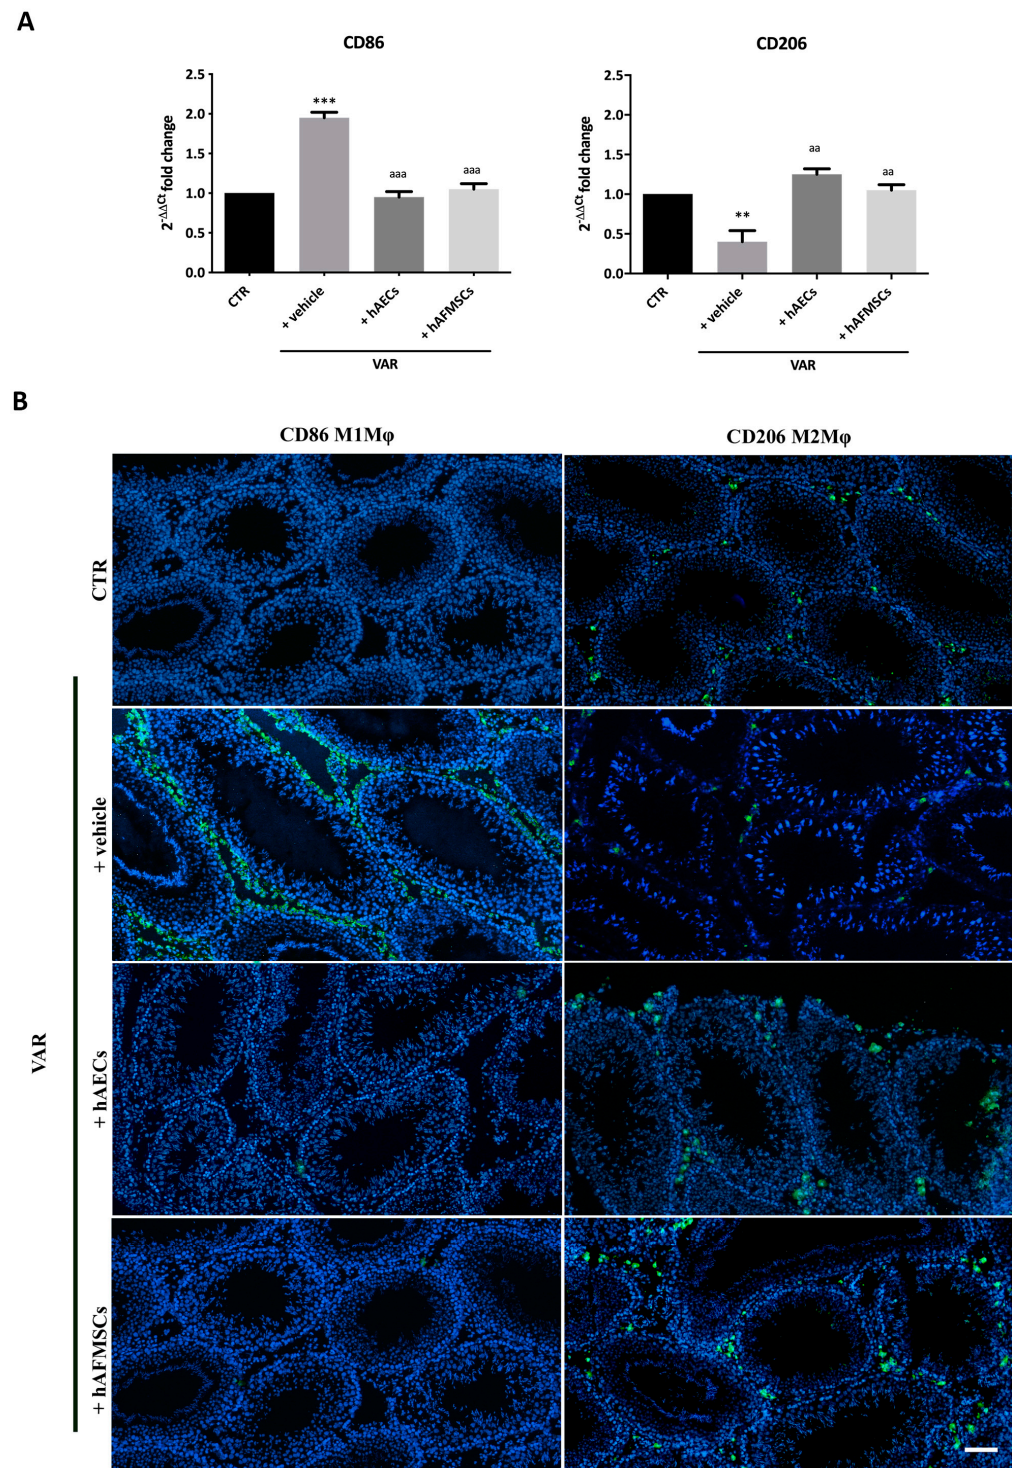 A
CD86
CD206
2.5
2.0
1.5
1.0
0.5
0.0
2-ΔΔCt fold change
***
aaa
aaa
CTR
+ vehicle
+ hAECs
+ hAFMSCs
VAR
2.5
2.0
1.5
1.0
0.5
0.0
2-ΔΔCt fold change
**
aa
aa
CTR
+ vehicle
+ hAECs
+ hAFMSCs
VAR
B
CD86 M1Mφ
CD206 M2Mφ
CTR
+ vehicle
+ hAECs
+ hAFMSCs
VAR